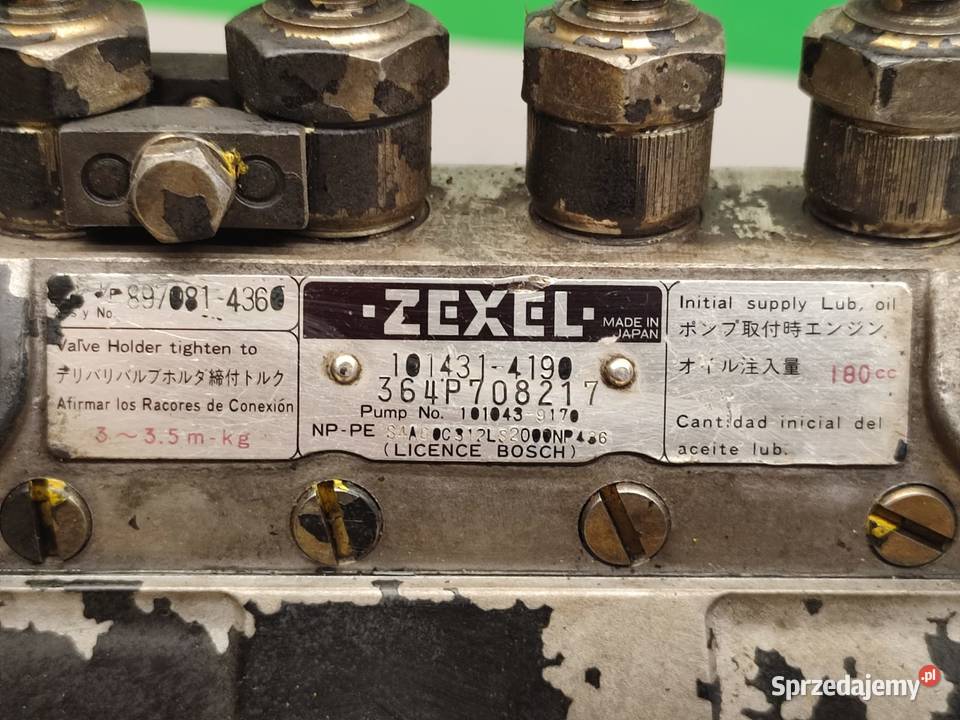 897081-4360
s'y No.
Valve Holder tighten to
デリバリバルブホルダ締付トルク
Afirmar los Racores de Conexión
3～3.5m-kg
·ZEXEL·
MADE IN
JAPAN
101431-4190
364P708217
Pump No. 101043-9170
NP-PE
(LICENCE BOSCH)
Initial supply Lub. oil
ポンプ取付時エンジン
オイル注入量 180cc
Cantidad inicial del
aceite lub.
Sprzedajemy.pl